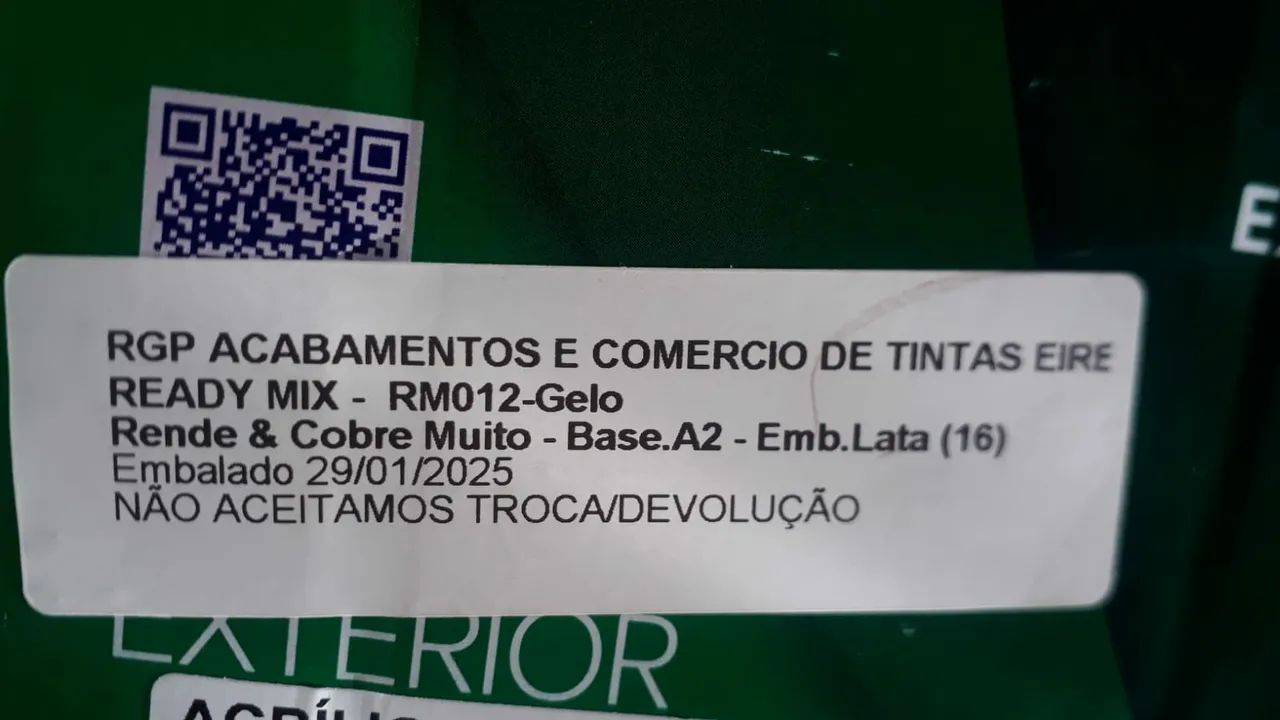 RGP ACABAMENTOS E COMERCIO DE TINTAS EIRE
READY MIX - RM012-Gelo
Rende & Cobre Muito - Base.A2 - Emb.Lata (16)
Embalado 29/01/2025
NÃO ACEITAMOS TROCA/DEVOLUÇÃO
EXTERIOR